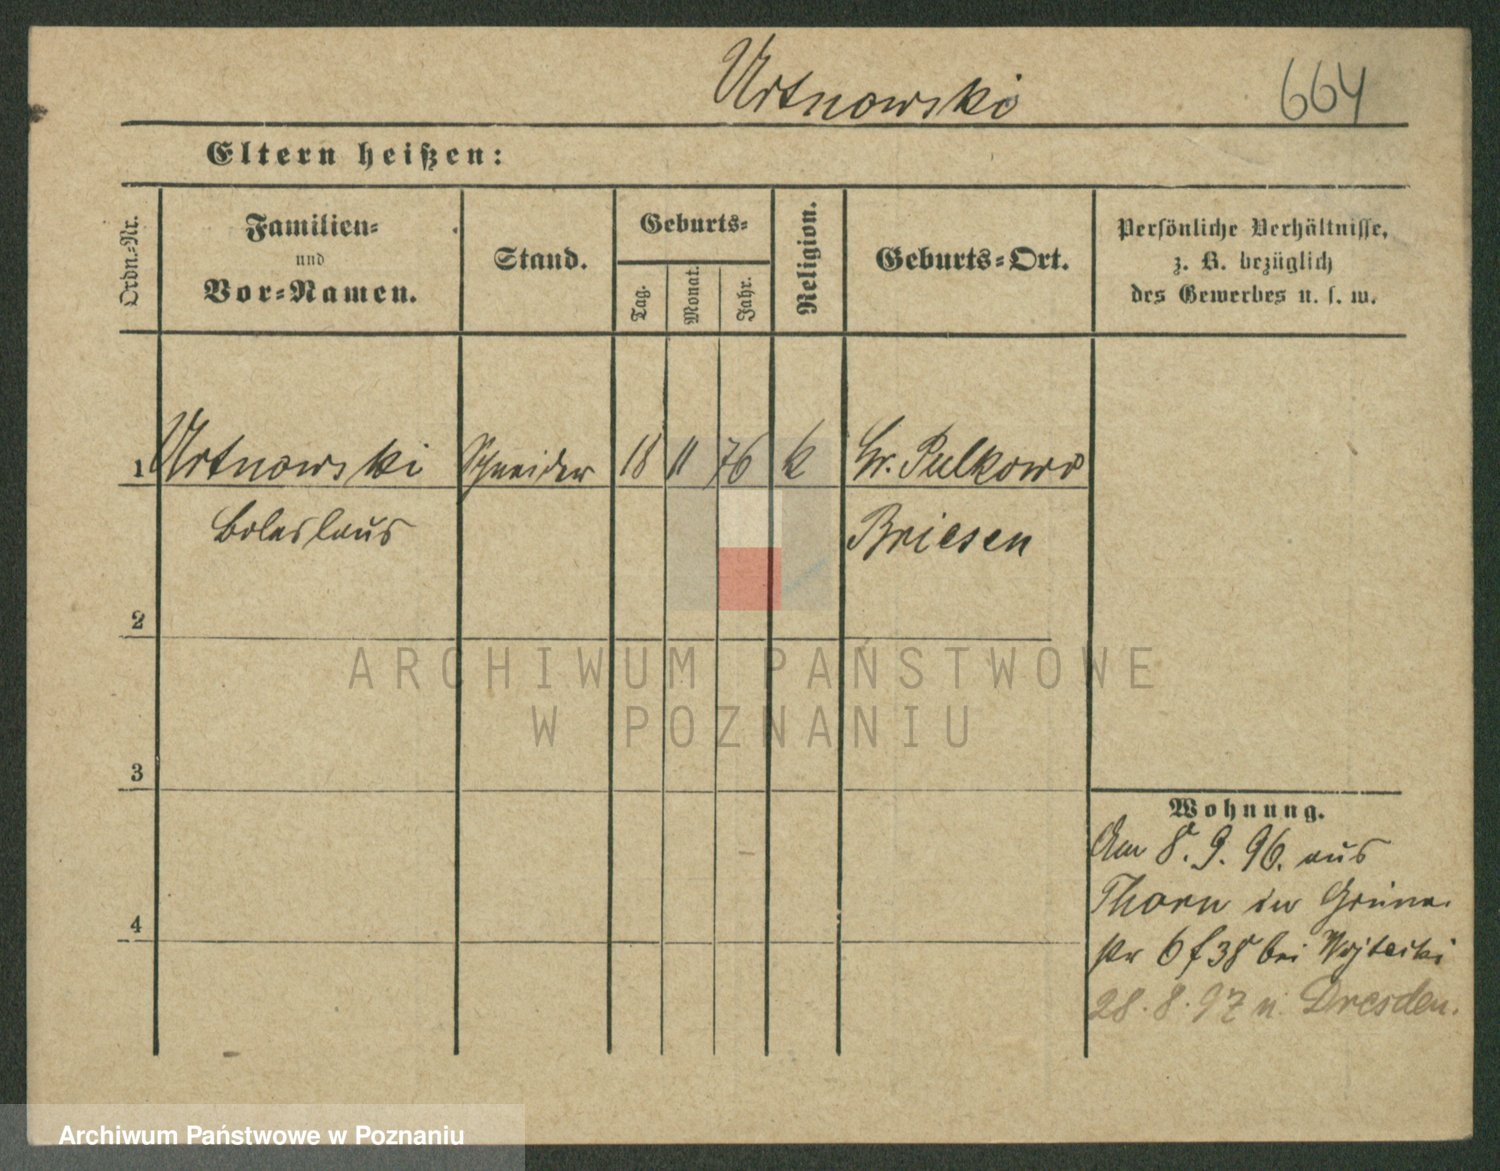 Urtnowski 664
Eltern heißen:
Ordn.-Nr.
Familien-
und
Vor-Namen.
Stand.
Geburts-
Tag.
Monat.
Jahr.
Religion.
Geburts-Ort.
Persönliche Verhältnisse,
z. B. bezüglich
des Gewerbes u. s. w.
1 Urtnowski Schneider 18 11 76 k Gr. Pulkowo
Boleslaus Briesen
2
ARCHIWUM PAŃSTWOWE
W POZNANIU
3
Wohnung.
Am 8. 9. 96. aus
4
Thorn in
bei
28. 8. 97 n. Dresden.
Archiwum Państwowe w Poznaniu